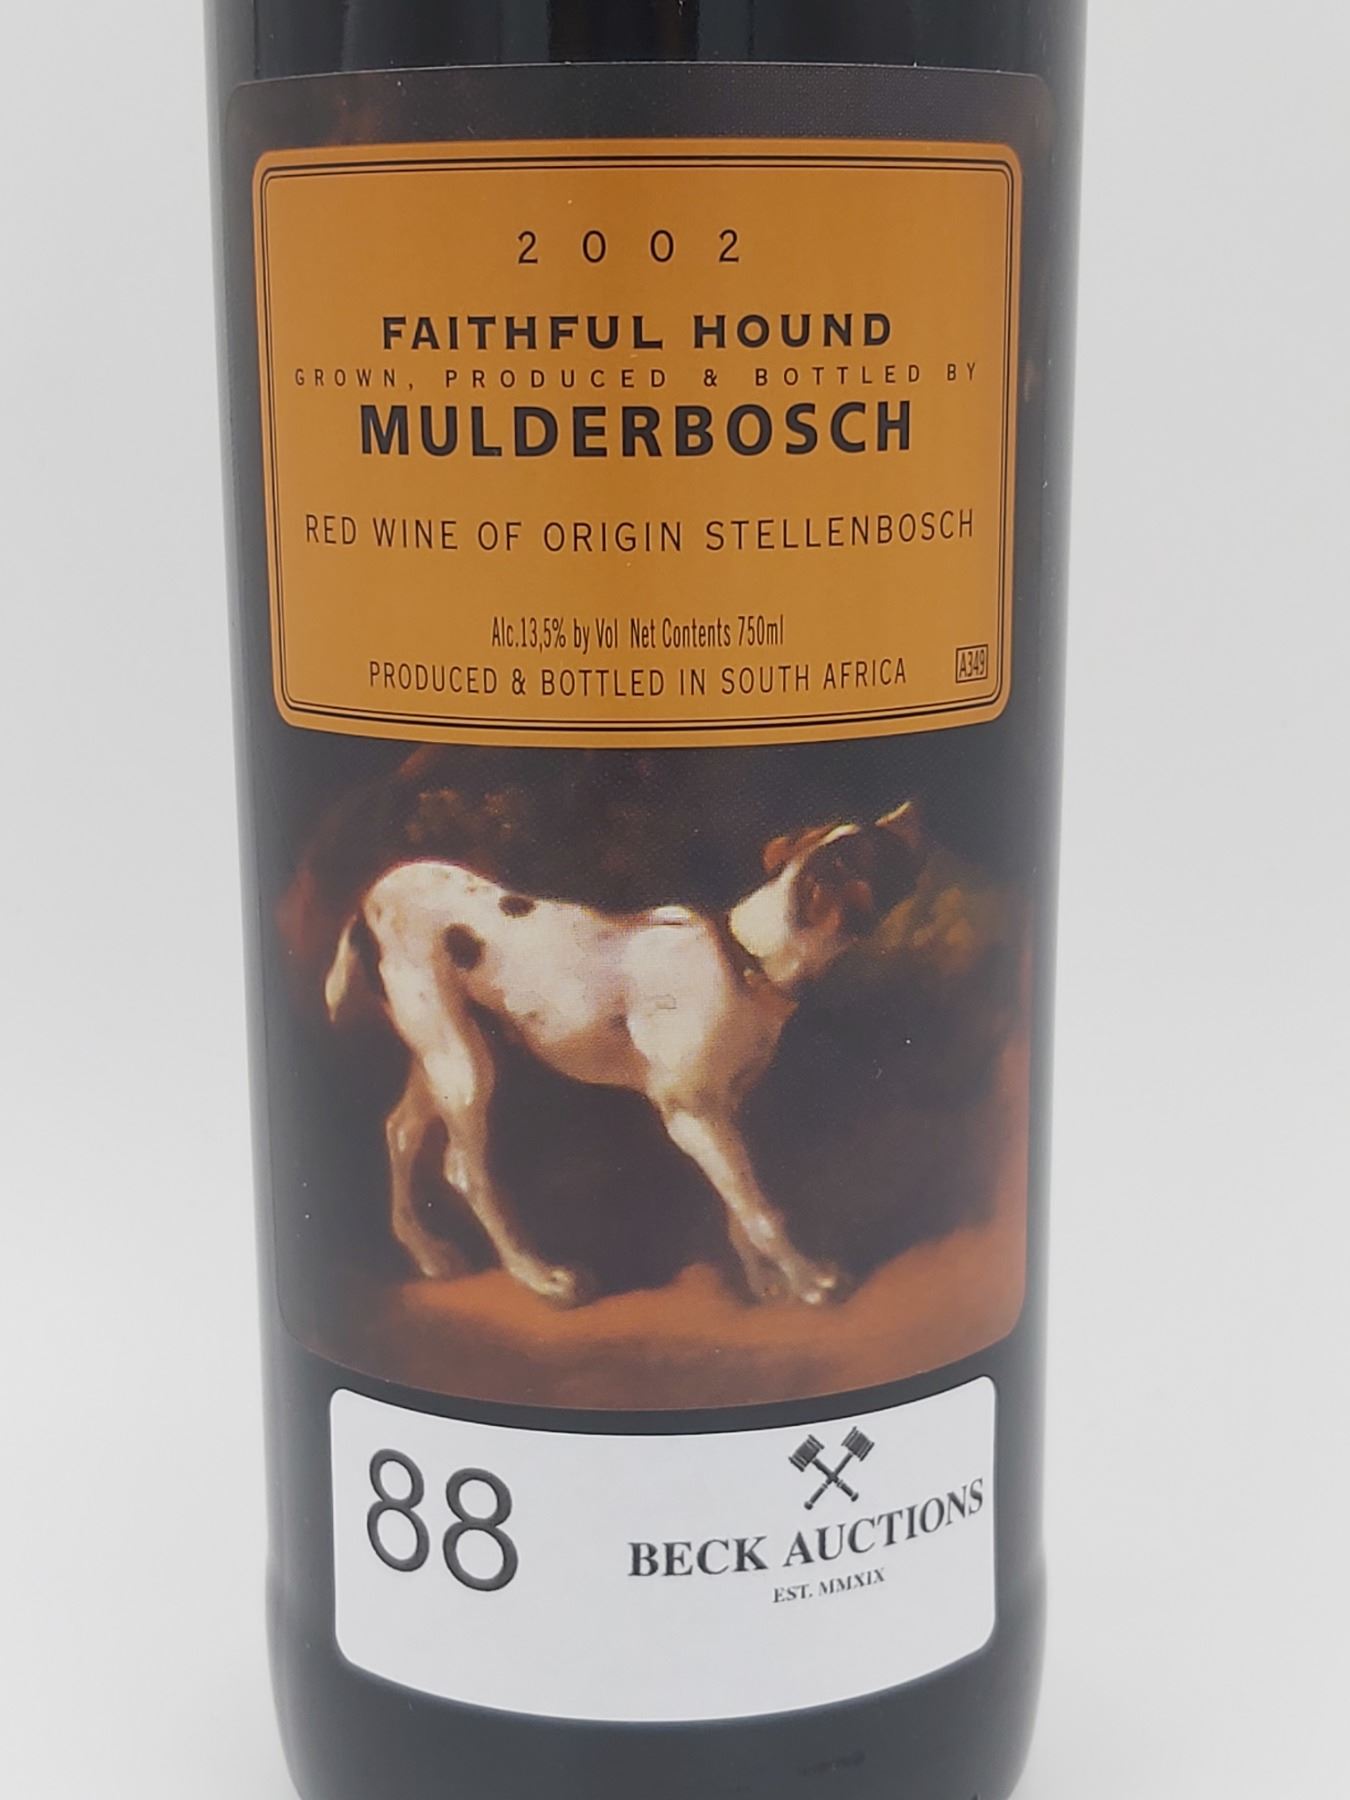 2002
FAITHFUL HOUND
GROWN, PRODUCED & BOTTLED BY
MULDERBOSCH
RED WINE OF ORIGIN STELLENBOSCH
Alc.13,5% by Vol Net Contents 750ml
PRODUCED & BOTTLED IN SOUTH AFRICA
A349
88
BECK AUCTIONS
EST. MMXIX